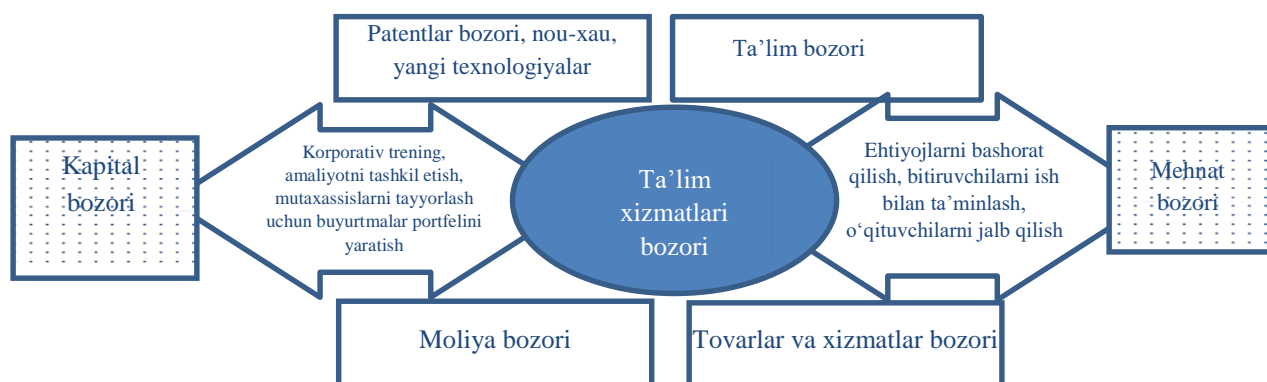 Patentlar bozori, nou-xau,
yangi texnologiyalar
Ta’lim bozori
Kapital
bozori
Korporativ trening,
amaliyotni tashkil etish,
mutaxassislarni tayyorlash
uchun buyurtmalar portfelini
yaratish
Ta’lim
xizmatlari
bozori
Ehtiyojlarni bashorat
qilish, bitiruvchilarni ish
bilan ta’minlash,
o‘qituvchilarni jalb qilish
Mehnat
bozori
Moliya bozori
Tovarlar va xizmatlar bozori